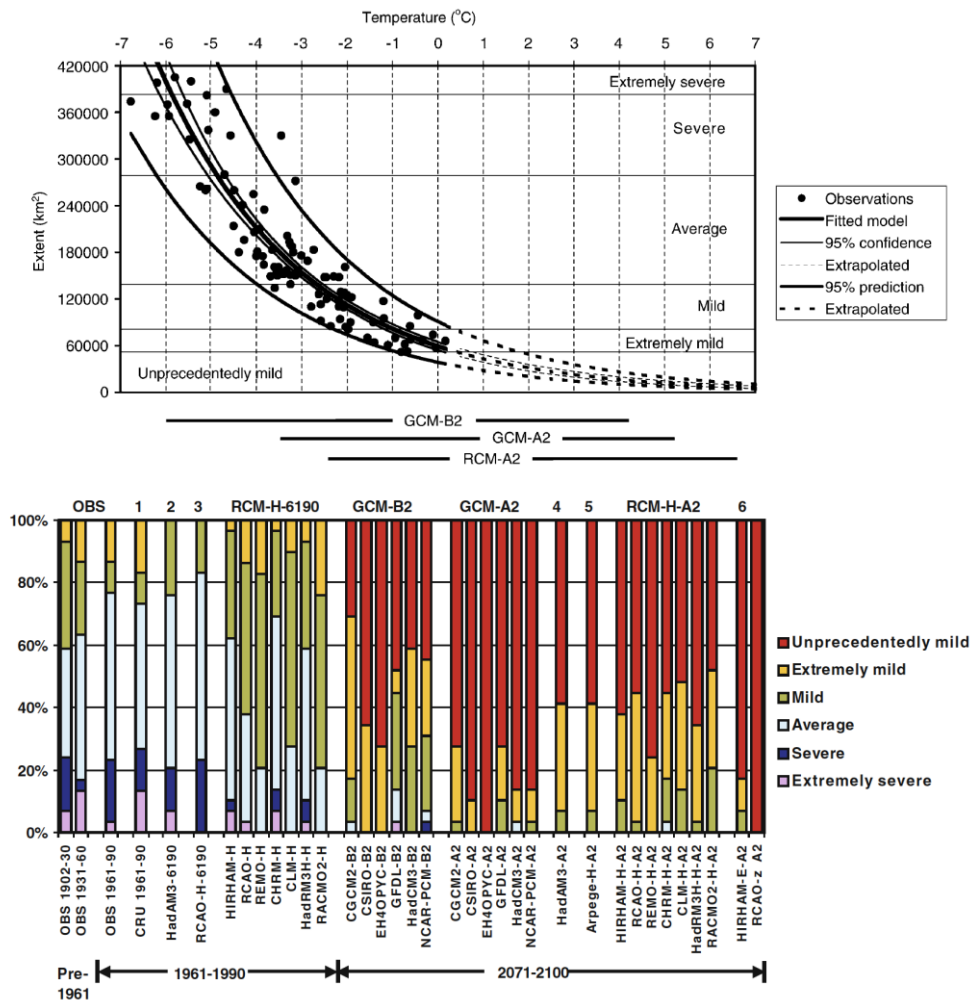 Temperature (°C)
-7 -6 -5 -4 -3 -2 -1 0 1 2 3 4 5 6 7
Extent (km²)
420000
360000
300000
240000
180000
120000
60000
0
Extremely severe
Severe
Average
Mild
Extremely mild
Unprecedentedly mild
Observations
Fitted model
95% confidence
Extrapolated
95% prediction
Extrapolated
GCM-B2
GCM-A2
RCM-A2
OBS 1 2 3 RCM-H-6190 GCM-B2 GCM-A2 4 5 RCM-H-A2 6
100%
80%
60%
40%
20%
0%
Unprecedentedly mild
Extremely mild
Mild
Average
Severe
Extremely severe
OBS 1902-30
OBS 1931-60
OBS 1961-90
CRU 1961-90
HadAM3-6190
RCAO-H-6190
HIRHAM-H
RCAO-H
REMO-H
CHRM-H
CLM-H
HadRM3H-H
RACMO2-H
CGCM2-B2
CSIRO-B2
EH4OPYC-B2
GFDL-B2
HadCM3-B2
NCAR-PCM-B2
CGCM2-A2
CSIRO-A2
EH4OPYC-A2
GFDL-A2
HadCM3-A2
NCAR-PCM-A2
HadAM3-A2
Arpege-H-A2
HIRHAM-H-A2
RCAO-H-A2
REMO-H-A2
CHRM-H-A2
CLM-H-A2
HadRM3H-H-A2
RACMO2-H-A2
HIRHAM-E-A2
RCAO-z A2
Pre-
1961
1961-1990
2071-2100